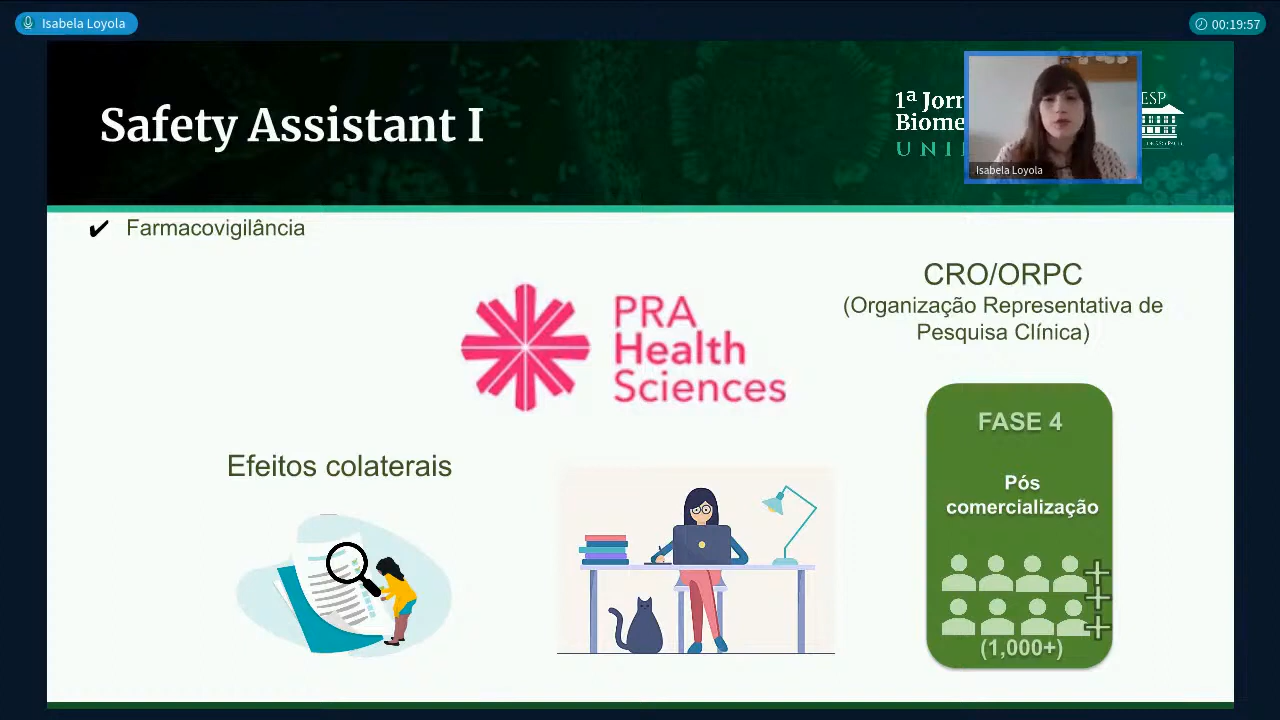 Isabela Loyola
00:19:57
Safety Assistant I
1ª Jorn
Biome
UNI
ESP
Isabela Loyola
✔ Farmacovigilância
CRO/ORPC
(Organização Representativa de
Pesquisa Clínica)
PRA
Health
Sciences
FASE 4
Pós
comercialização
(1,000+)
Efeitos colaterais